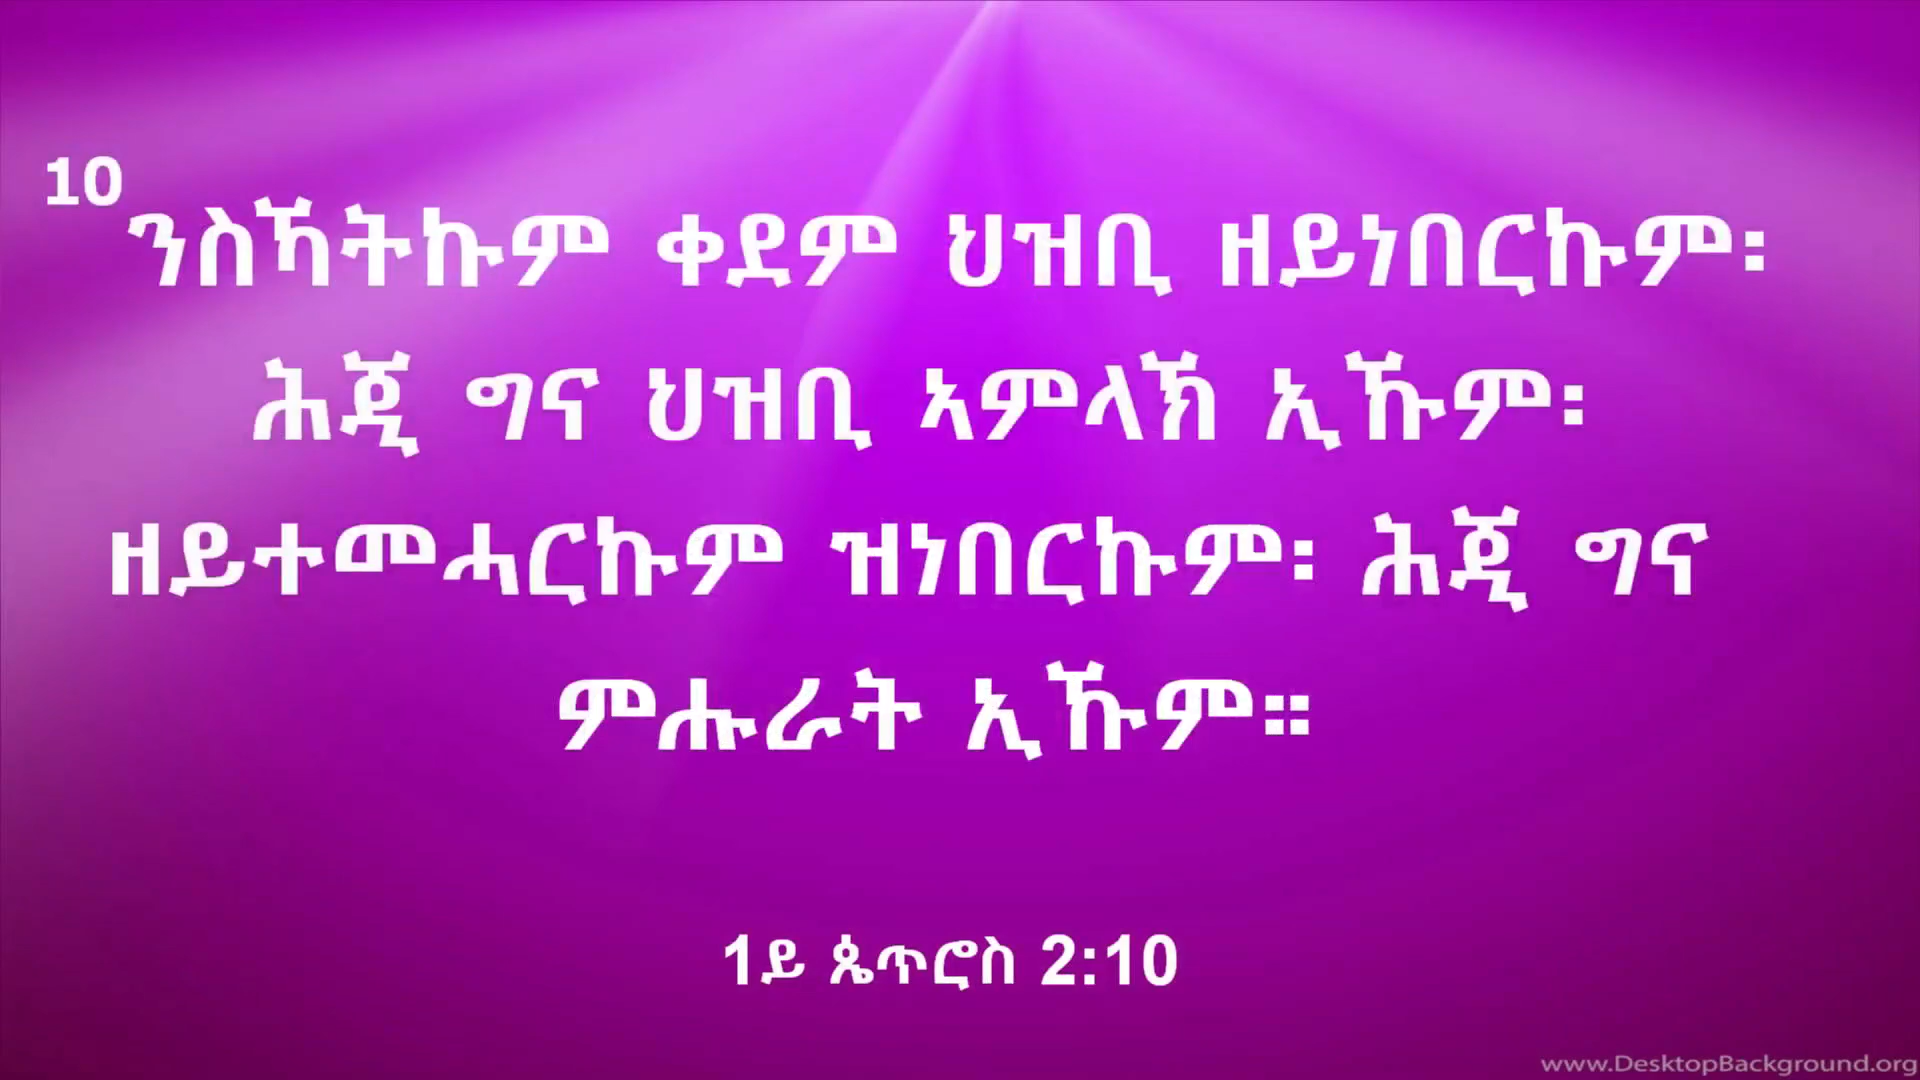 10 ንስኻትኩም ቀደም ህዝቢ ዘይነበርኩም፡
ሕጂ ግና ህዝቢ ኣምላኽ ኢኹም፡
ዘይተመሓርኩም ዝነበርኩም፡ ሕጂ ግና
ምሑራት ኢኹም።
1ይ ጴጥሮስ 2:10
www.DesktopBackground.org